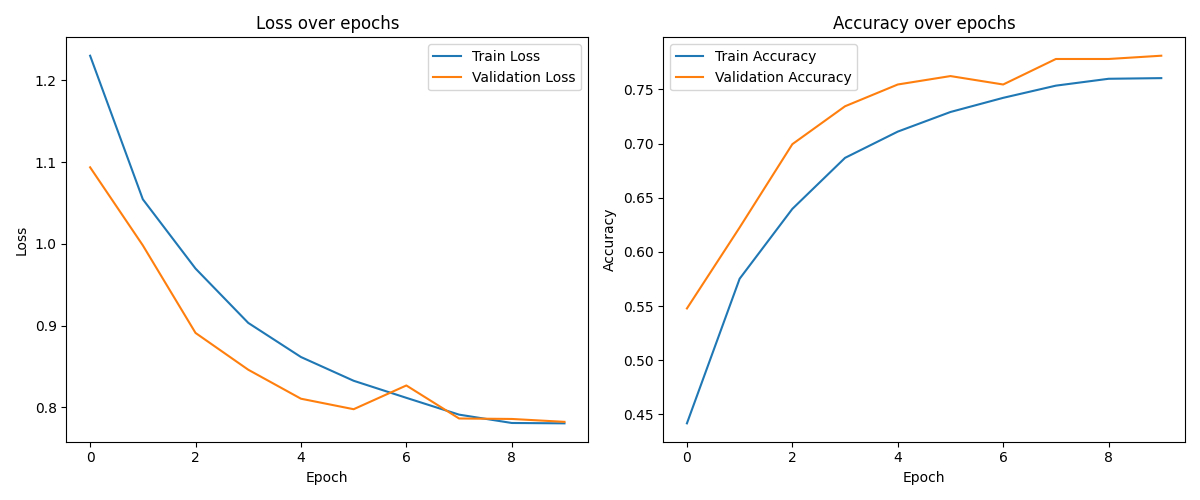 Loss over epochs
Train Loss
Validation Loss
1.2
1.1
1.0
0.9
0.8
Loss
0 2 4 6 8
Epoch
Accuracy over epochs
Train Accuracy
Validation Accuracy
0.75
0.70
0.65
0.60
0.55
0.50
0.45
Accuracy
0 2 4 6 8
Epoch